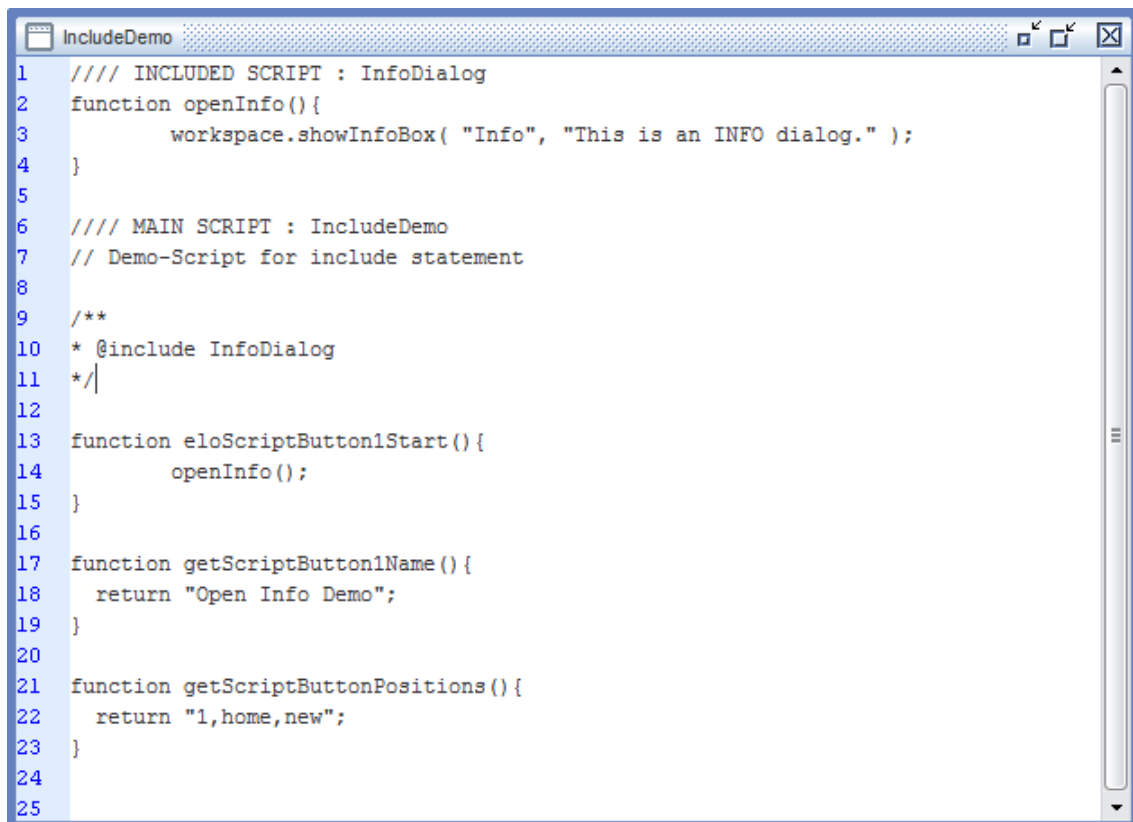 IncludeDemo
1 //// INCLUDED SCRIPT : InfoDialog
2 function openInfo(){
3 workspace.showInfoBox( "Info", "This is an INFO dialog." );
4 }
5
6 //// MAIN SCRIPT : IncludeDemo
7 // Demo-Script for include statement
8
9 /**
10 * @include InfoDialog
11 */
12
13 function eloScriptButton1Start(){
14 openInfo();
15 }
16
17 function getScriptButton1Name(){
18 return "Open Info Demo";
19 }
20
21 function getScriptButtonPositions(){
22 return "1,home,new";
23 }
24
25